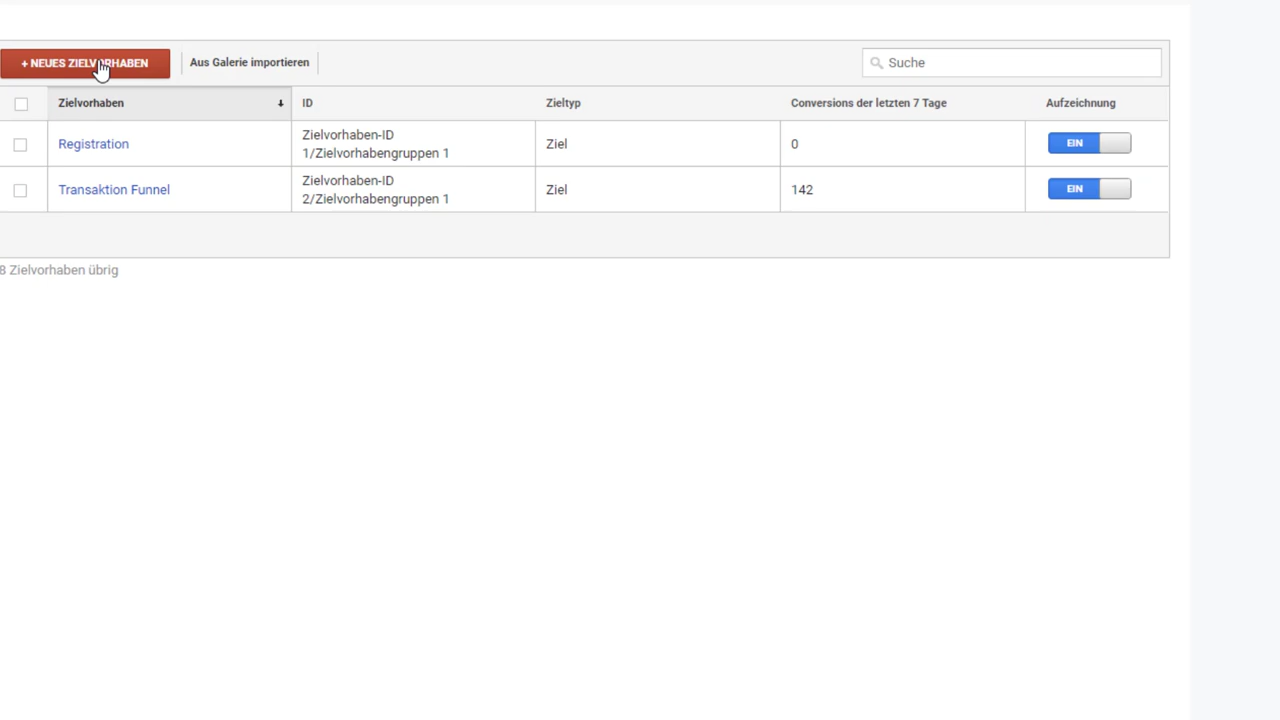 + NEUES ZIELVORHABEN
Aus Galerie importieren
Suche
Zielvorhaben
ID
Zieltyp
Conversions der letzten 7 Tage
Aufzeichnung
Registration
Zielvorhaben-ID
1/Zielvorhabengruppen 1
Ziel
0
EIN
Transaktion Funnel
Zielvorhaben-ID
2/Zielvorhabengruppen 1
Ziel
142
EIN
8 Zielvorhaben übrig